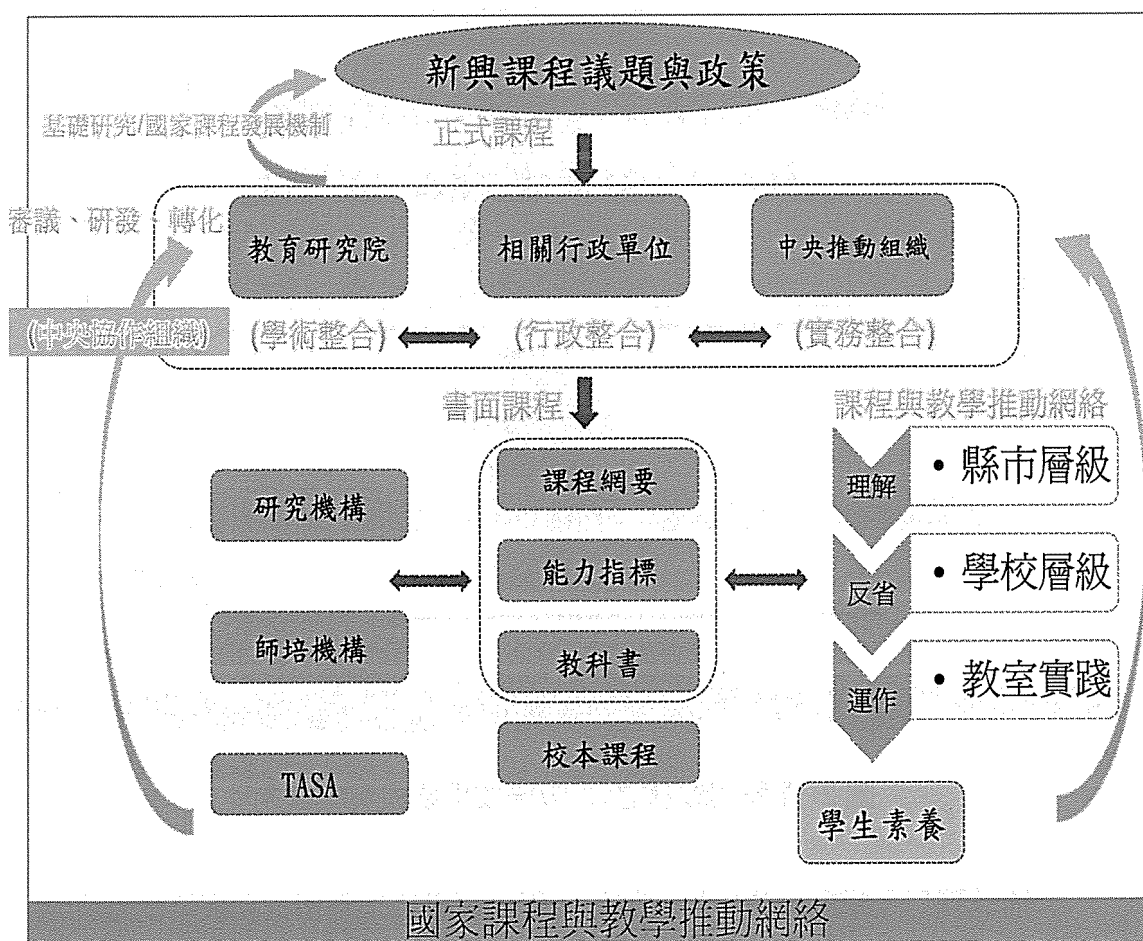 新興課程議題與政策
基礎研究/國家課程發展機制
正式課程
審議、研發、轉化
教育研究院
相關行政單位
中央推動組織
(中央協作組織)
(學術整合)
(行政整合)
(實務整合)
書面課程
課程與教學推動網絡
研究機構
師培機構
TASA
課程綱要
能力指標
教科書
校本課程
理解
• 縣市層級
反省
• 學校層級
運作
• 教室實踐
學生素養
國家課程與教學推動網絡